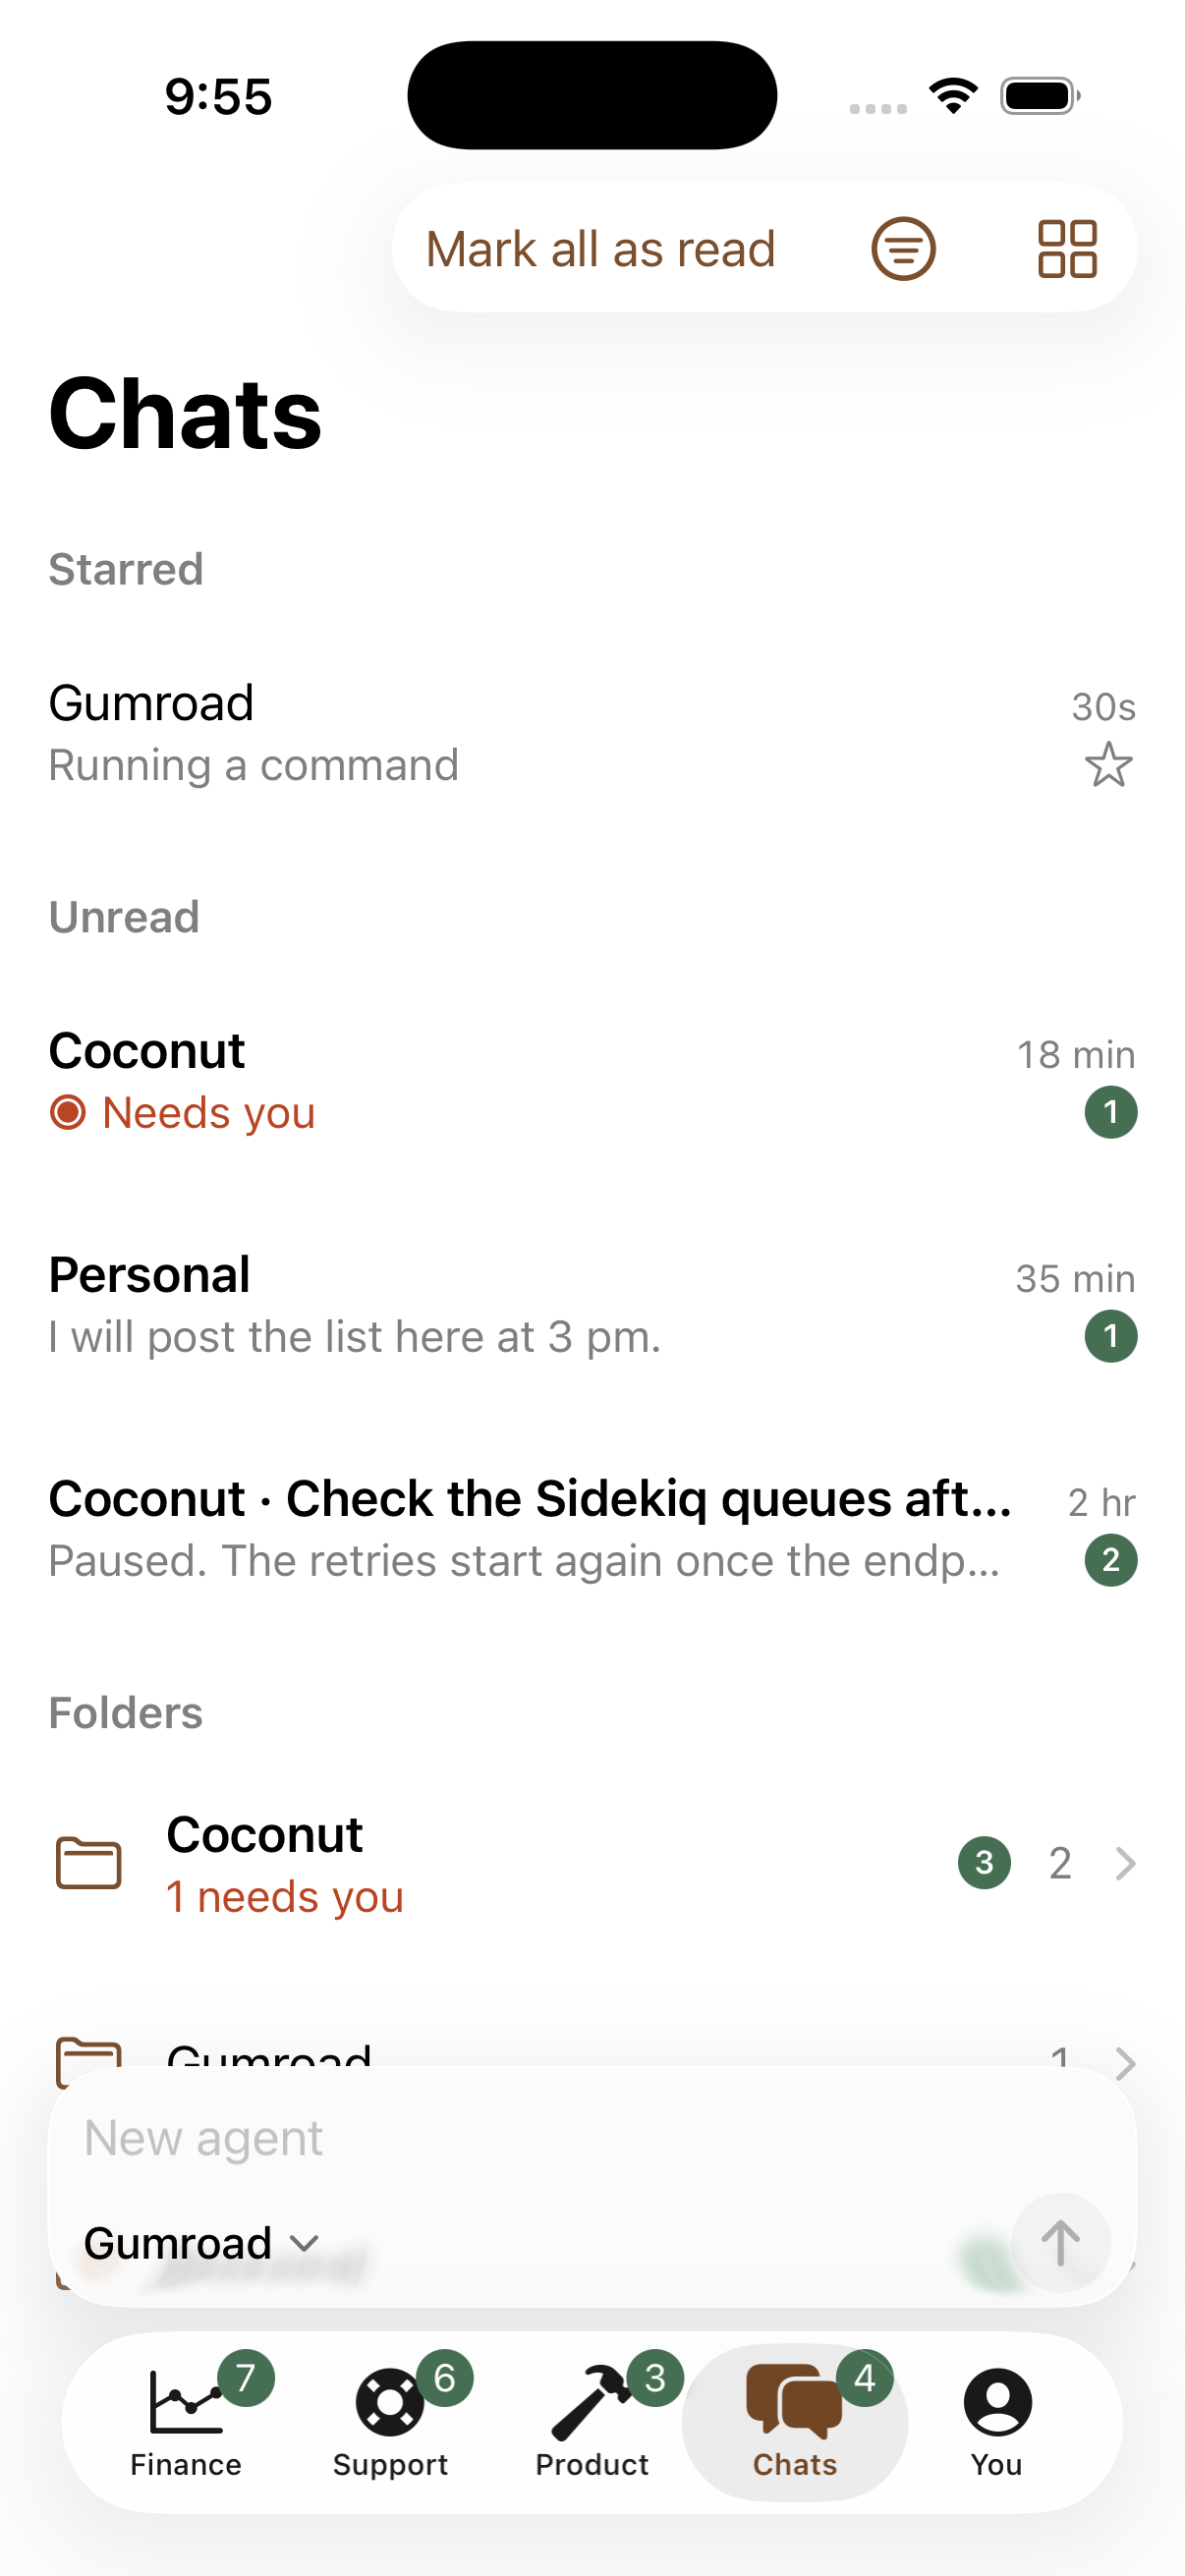 9:55
Mark all as read
Chats
Starred
Gumroad
30s
Running a command
Unread
Coconut
18 min
Needs you
1
Personal
35 min
I will post the list here at 3 pm.
1
Coconut · Check the Sidekiq queues aft...
2 hr
Paused. The retries start again once the endp...
2
Folders
Coconut
3
2
1 needs you
Gumroad
1
New agent
Gumroad
7
6
3
4
Finance
Support
Product
Chats
You